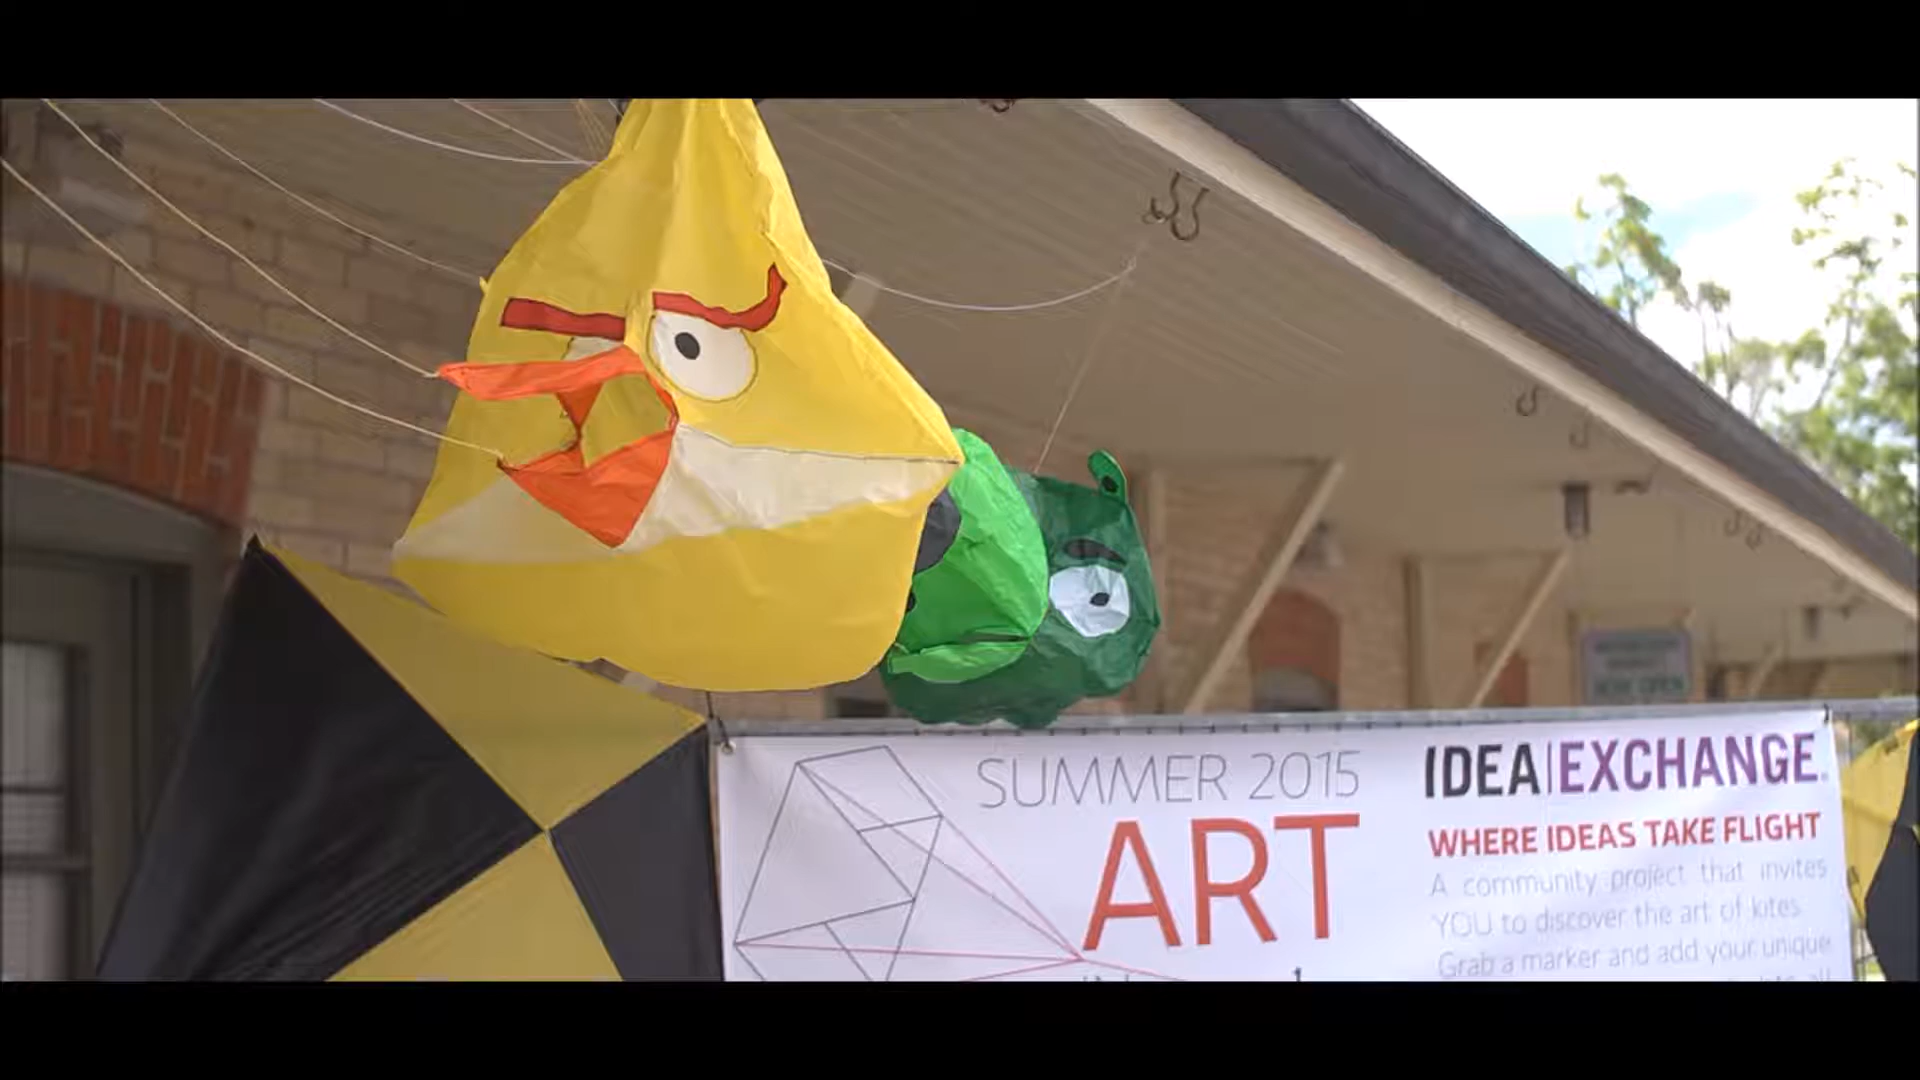 SUMMER 2015
ART
IDEA|EXCHANGE
WHERE IDEAS TAKE FLIGHT
A community project that invites
YOU to discover the art of kites
Grab a marker and add your unique